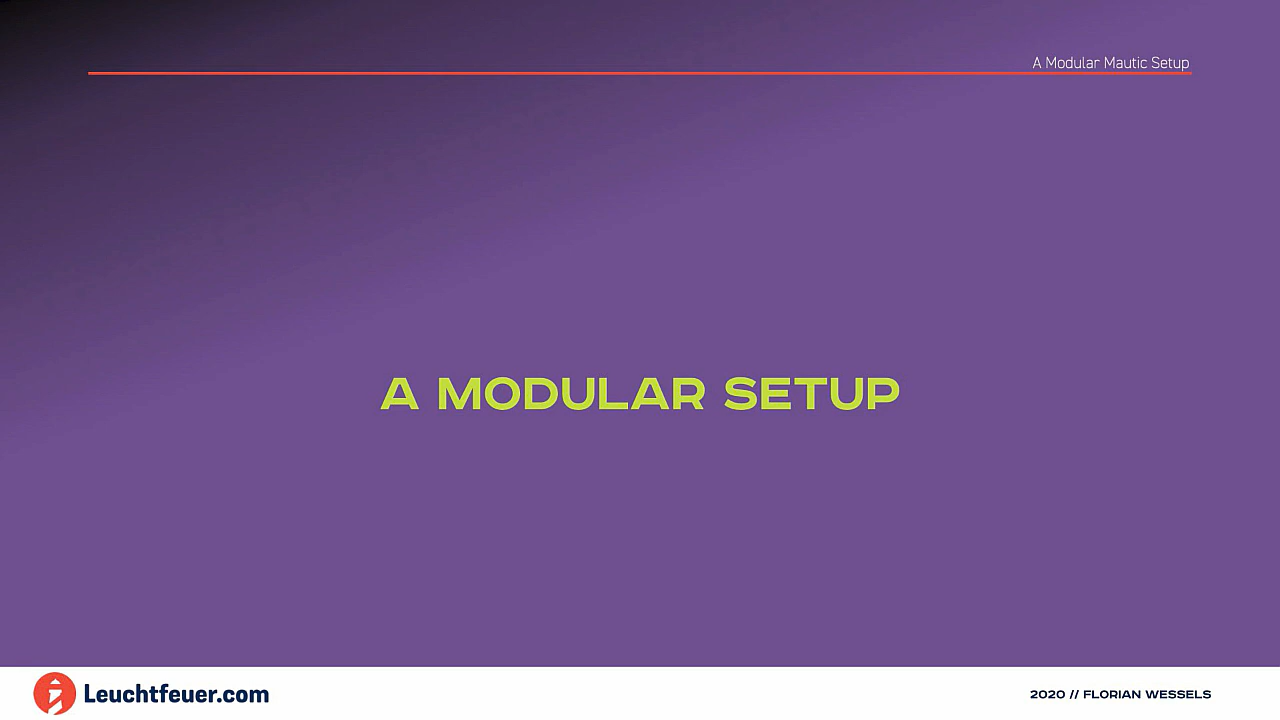 A Modular Mautic Setup
A MODULAR SETUP
Leuchtfeuer.com
2020 // FLORIAN WESSELS